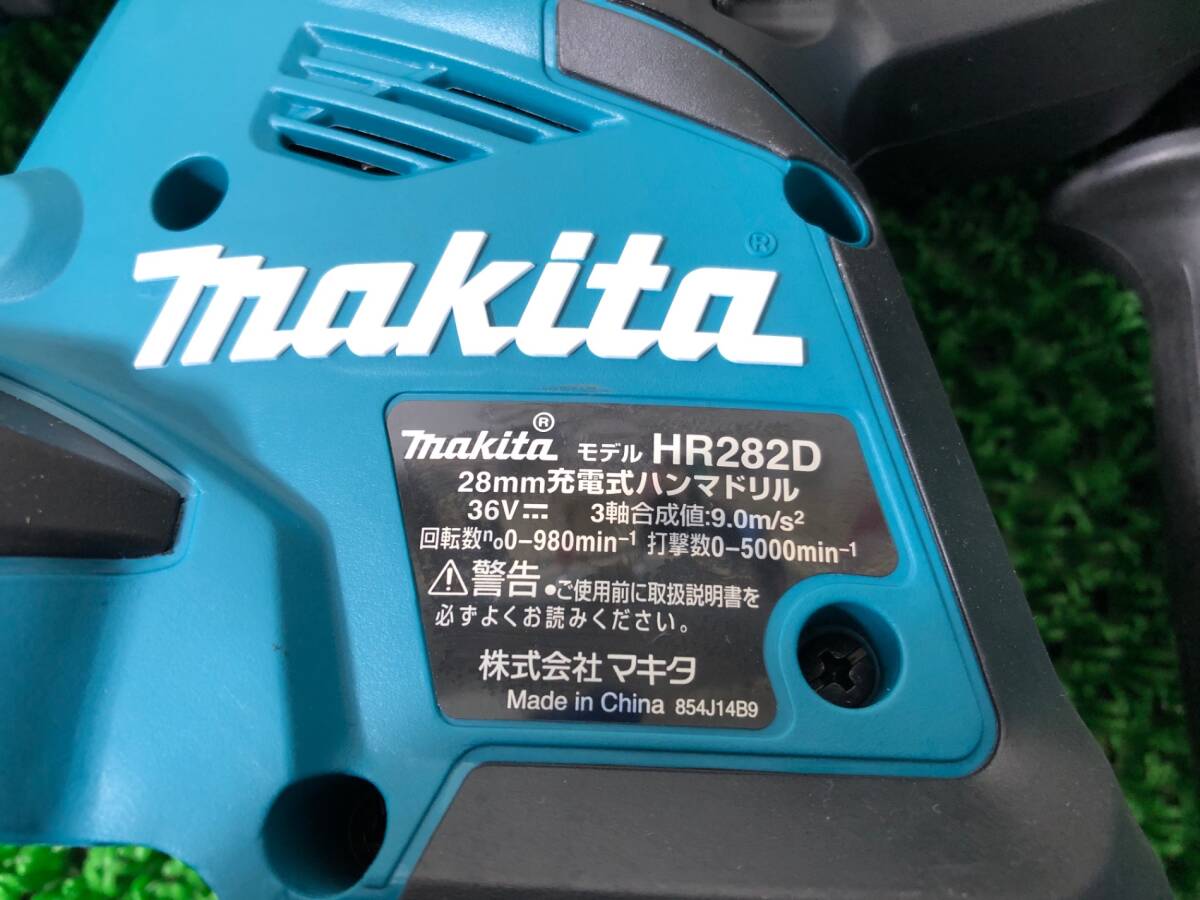 makita®
makita® モデル HR282D
28mm充電式ハンマドリル
36V⎓ 3軸合成値:9.0m/s²
回転数n₀0-980min⁻¹ 打撃数0-5000min⁻¹
⚠警告 ●ご使用前に取扱説明書を
必ずよくお読みください。
株式会社 マキタ
Made in China 854J14B9